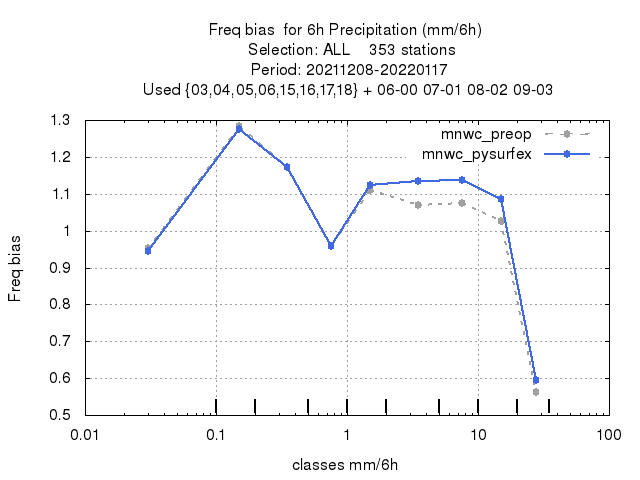 Freq bias  for 6h Precipitation (mm/6h)
Selection: ALL    353 stations
Period: 20211208-20220117
Used {03,04,05,06,15,16,17,18} + 06-00 07-01 08-02 09-03
mnwc_preop
mnwc_pysurfex
1.3
1.2
1.1
1
0.9
0.8
0.7
0.6
0.5
Freq bias
0.01 0.1 1 10 100
classes mm/6h